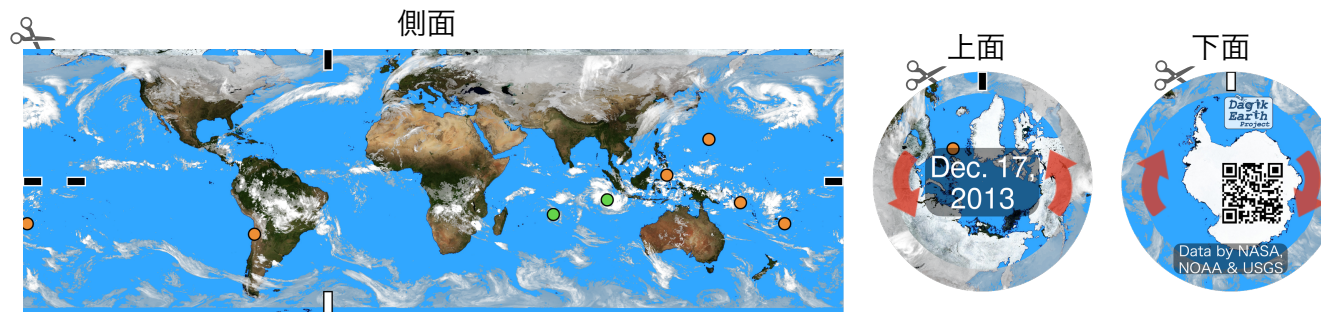 側面
上面
下面
Dec. 17,
2013
Dagik
Earth
Project
Data by NASA,
NOAA & USGS